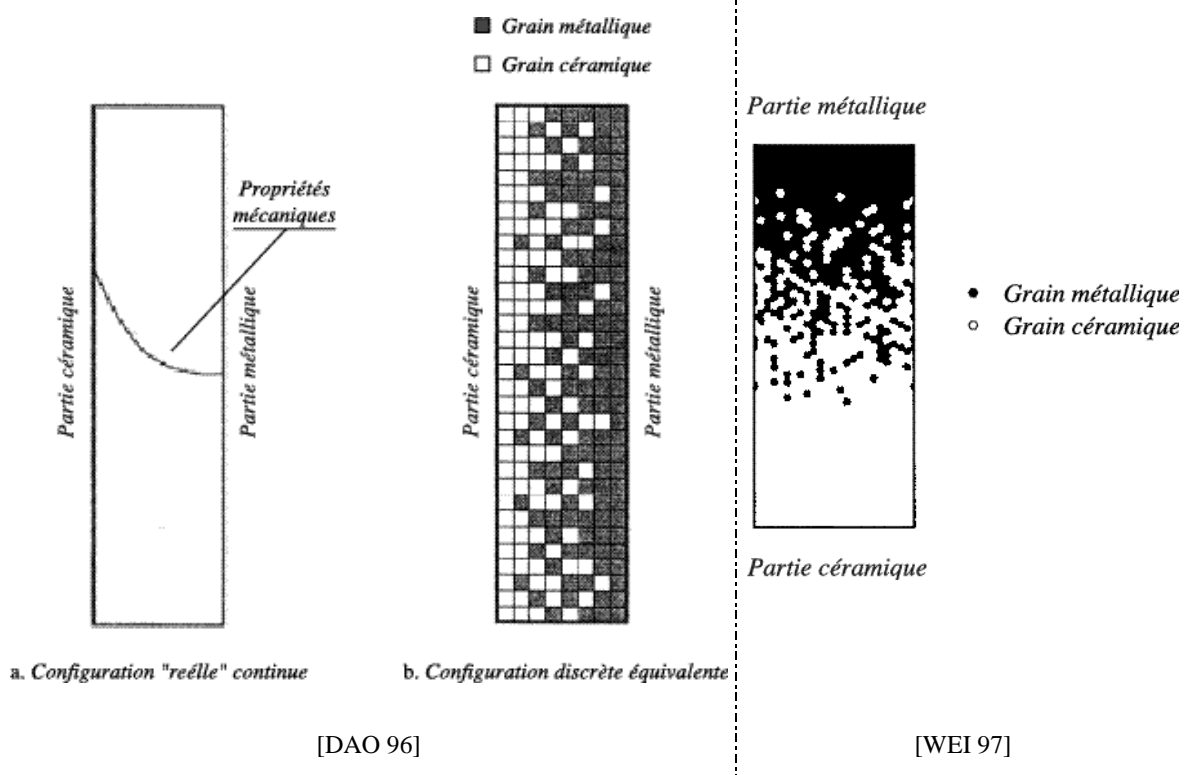 Grain métallique
Grain céramique
Propriétés
mécaniques
Partie céramique
Partie métallique
Partie céramique
Partie métallique
a. Configuration "reélle" continue
b. Configuration discrète équivalente
[DAO 96]
Partie métallique
Grain métallique
Grain céramique
Partie céramique
[WEI 97]